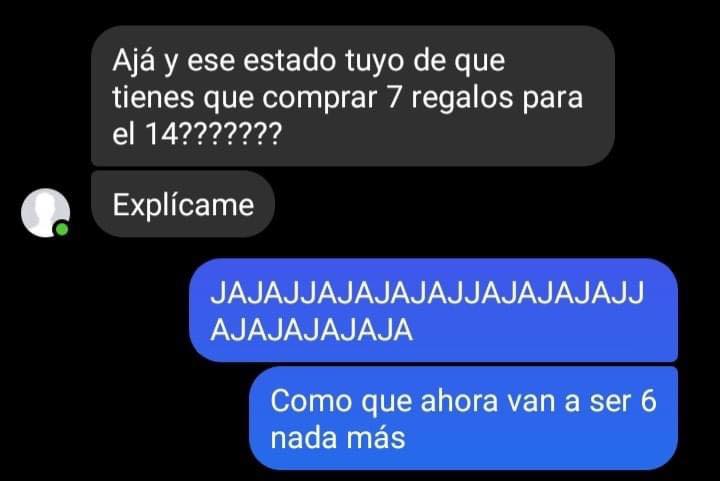 Ajá y ese estado tuyo de que
tienes que comprar 7 regalos para
el 14???????
Explícame
JAJAJJAJAJAJAJJAJAJAJAJJ
AJAJAJAJAJA
Como que ahora van a ser 6
nada más